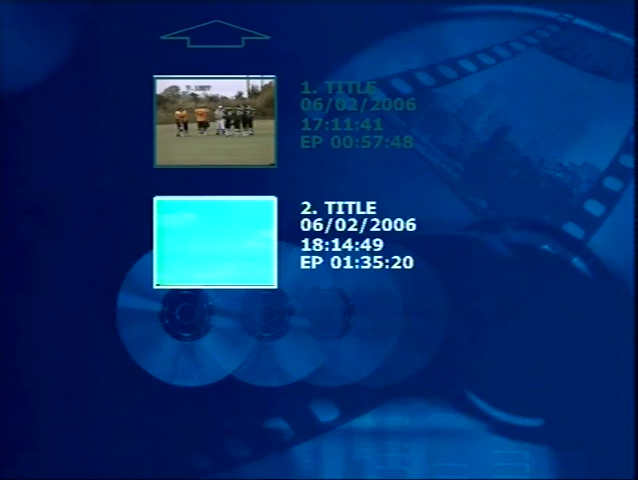 1. TITLE
06/02/2006
17:11:41
EP 00:57:48
2. TITLE
06/02/2006
18:14:49
EP 01:35:20